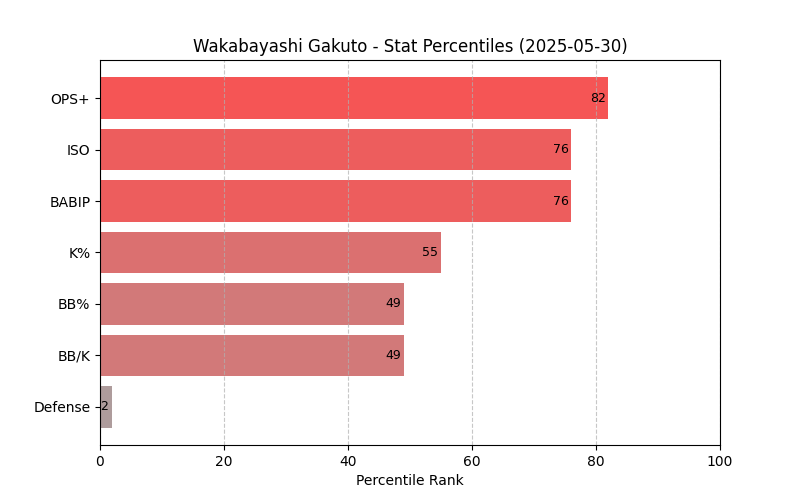 Wakabayashi Gakuto - Stat Percentiles (2025-05-30)
OPS+ 82
ISO 76
BABIP 76
K% 55
BB% 49
BB/K 49
Defense 2
0 20 40 60 80 100
Percentile Rank